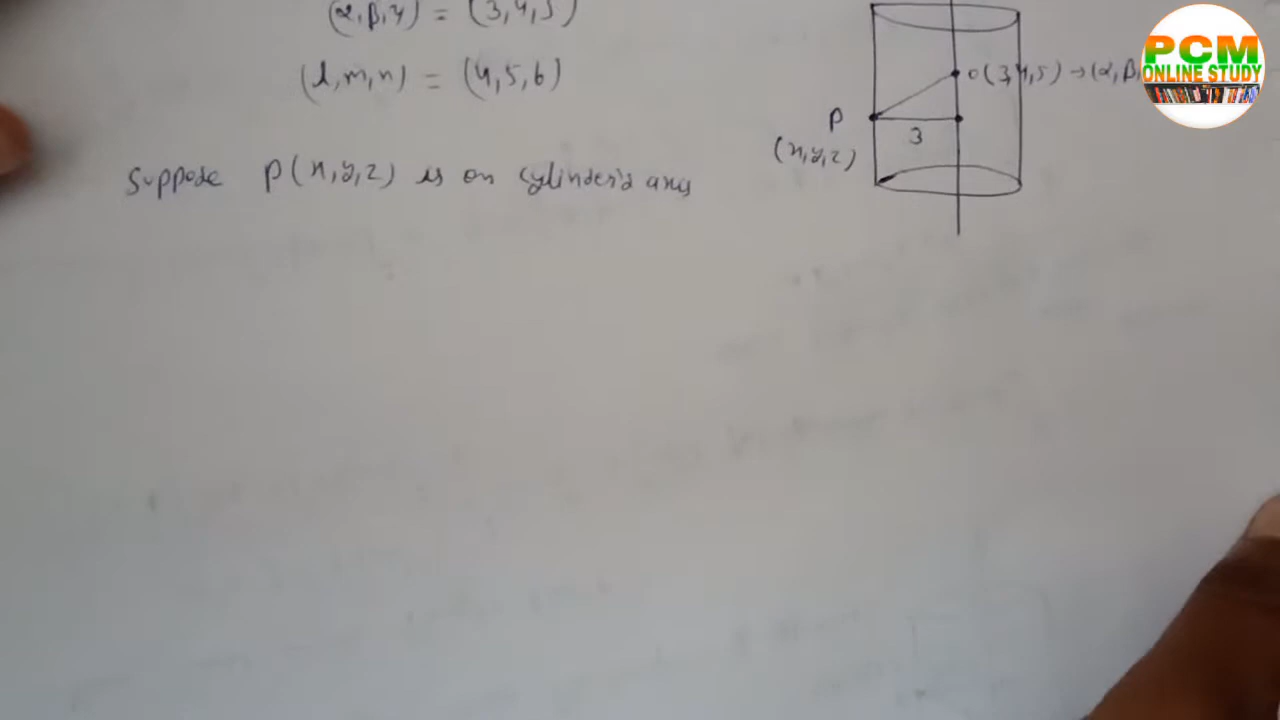 (α,β,γ) = (3,4,5)
(l,m,n) = (4,5,6)
Suppose P(x,y,z) is on cylinder's axis
O(3,4,5) → (α,β,
P
3
(x,y,z)
PCM
ONLINE STUDY